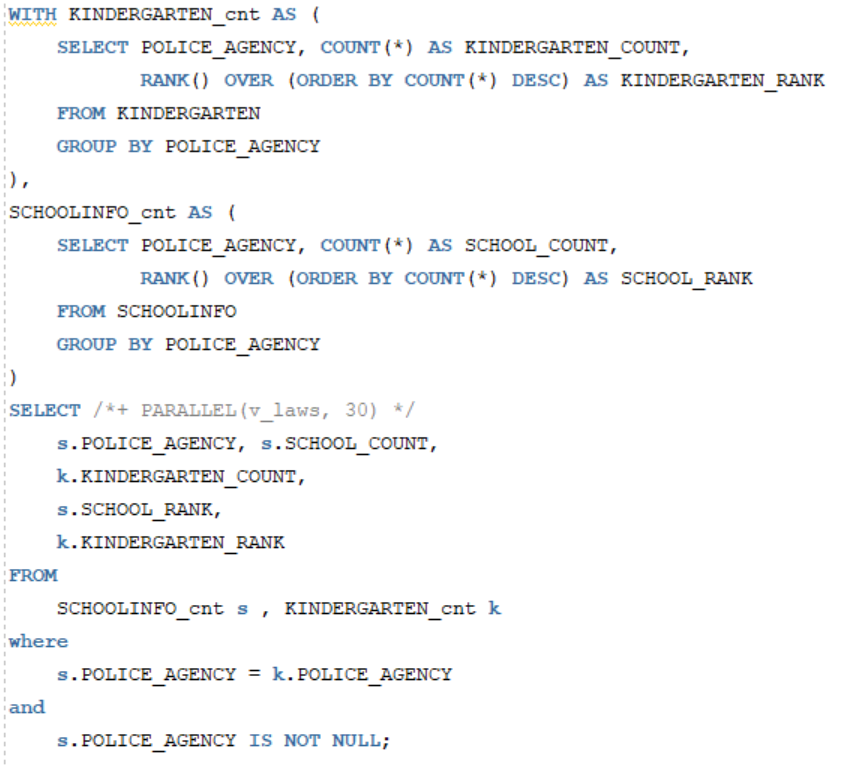 WITH KINDERGARTEN_cnt AS (
    SELECT POLICE_AGENCY, COUNT(*) AS KINDERGARTEN_COUNT,
           RANK() OVER (ORDER BY COUNT(*) DESC) AS KINDERGARTEN_RANK
    FROM KINDERGARTEN
    GROUP BY POLICE_AGENCY
),
SCHOOLINFO_cnt AS (
    SELECT POLICE_AGENCY, COUNT(*) AS SCHOOL_COUNT,
           RANK() OVER (ORDER BY COUNT(*) DESC) AS SCHOOL_RANK
    FROM SCHOOLINFO
    GROUP BY POLICE_AGENCY
)
SELECT /*+ PARALLEL(v_laws, 30) */
    s.POLICE_AGENCY, s.SCHOOL_COUNT,
    k.KINDERGARTEN_COUNT,
    s.SCHOOL_RANK,
    k.KINDERGARTEN_RANK
FROM
    SCHOOLINFO_cnt s , KINDERGARTEN_cnt k
where
    s.POLICE_AGENCY = k.POLICE_AGENCY
and
    s.POLICE_AGENCY IS NOT NULL;